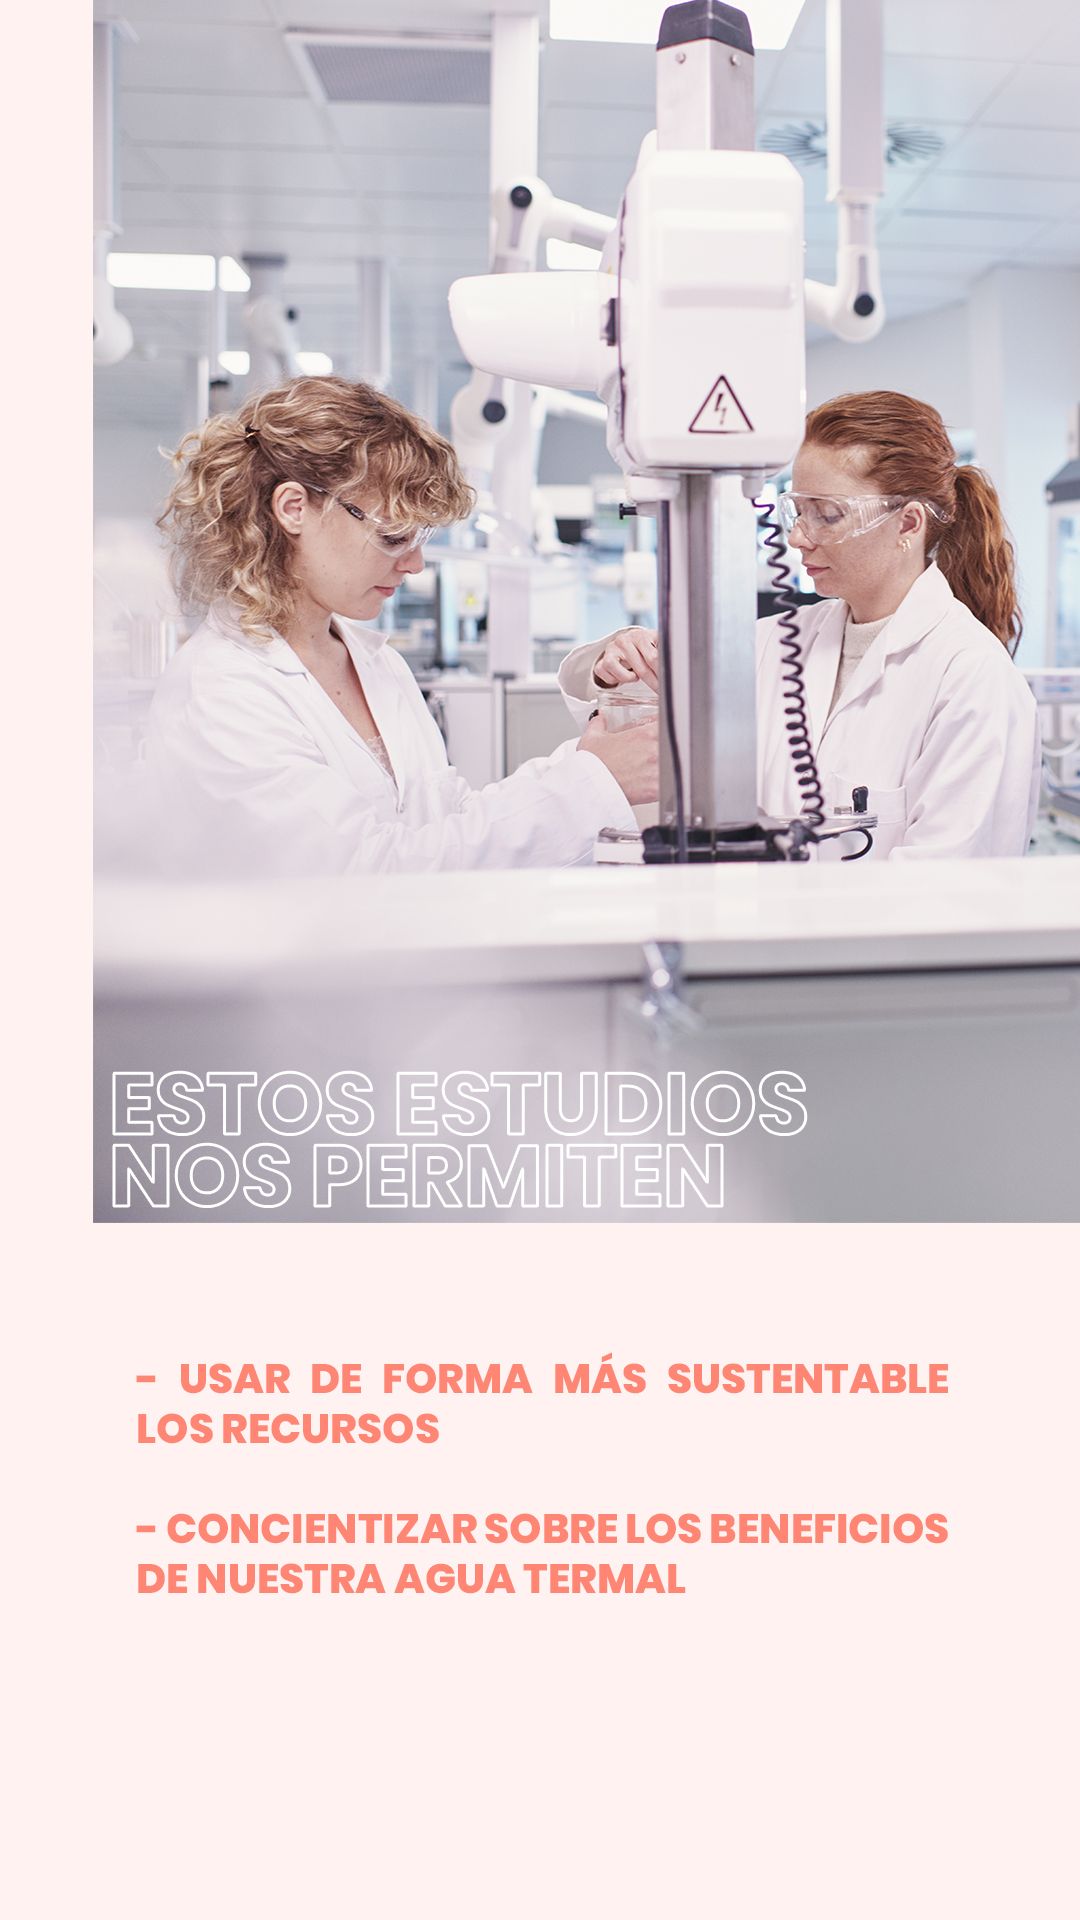 ESTOS ESTUDIOS
NOS PERMITEN
- USAR DE FORMA MÁS SUSTENTABLE
LOS RECURSOS
- CONCIENTIZAR SOBRE LOS BENEFICIOS
DE NUESTRA AGUA TERMAL